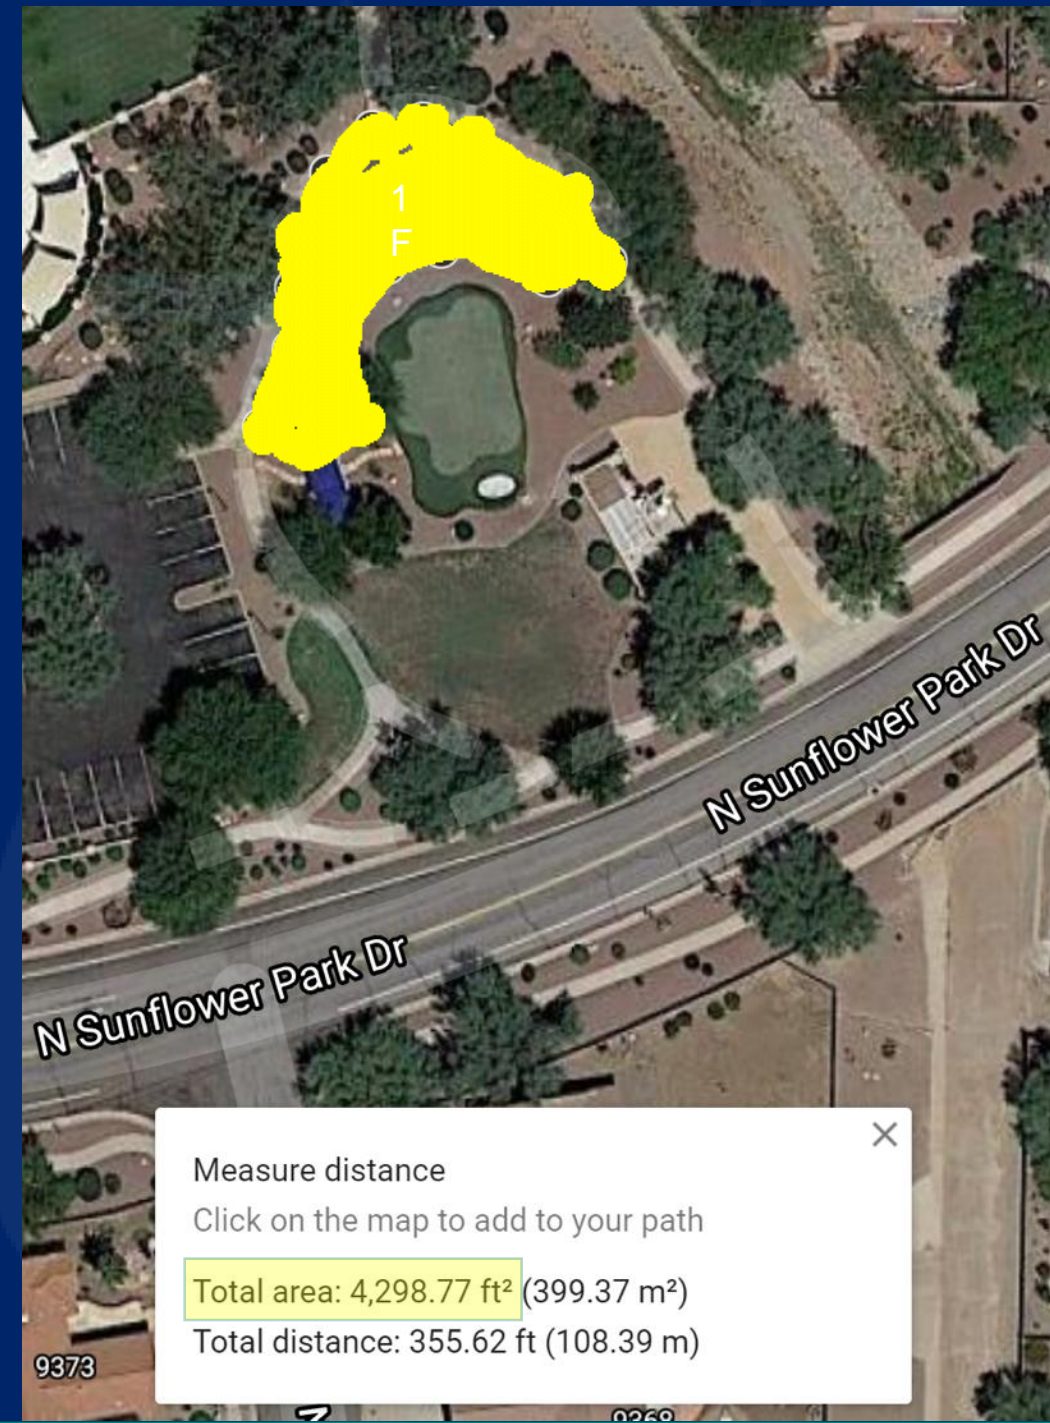 1
F
N Sunflower Park Dr
N Sunflower Park Dr
Measure distance
Click on the map to add to your path
Total area: 4,298.77 ft² (399.37 m²)
Total distance: 355.62 ft (108.39 m)
9373
9368